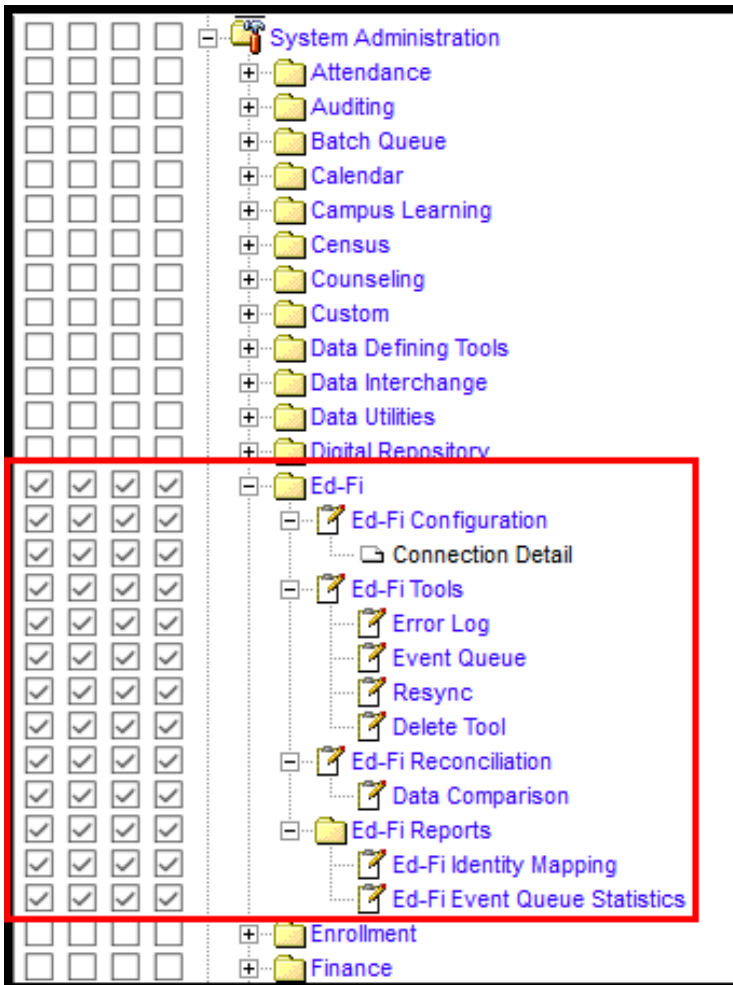 System Administration
Attendance
Auditing
Batch Queue
Calendar
Campus Learning
Census
Counseling
Custom
Data Defining Tools
Data Interchange
Data Utilities
Digital Repository
Ed-Fi
Ed-Fi Configuration
Connection Detail
Ed-Fi Tools
Error Log
Event Queue
Resync
Delete Tool
Ed-Fi Reconciliation
Data Comparison
Ed-Fi Reports
Ed-Fi Identity Mapping
Ed-Fi Event Queue Statistics
Enrollment
Finance